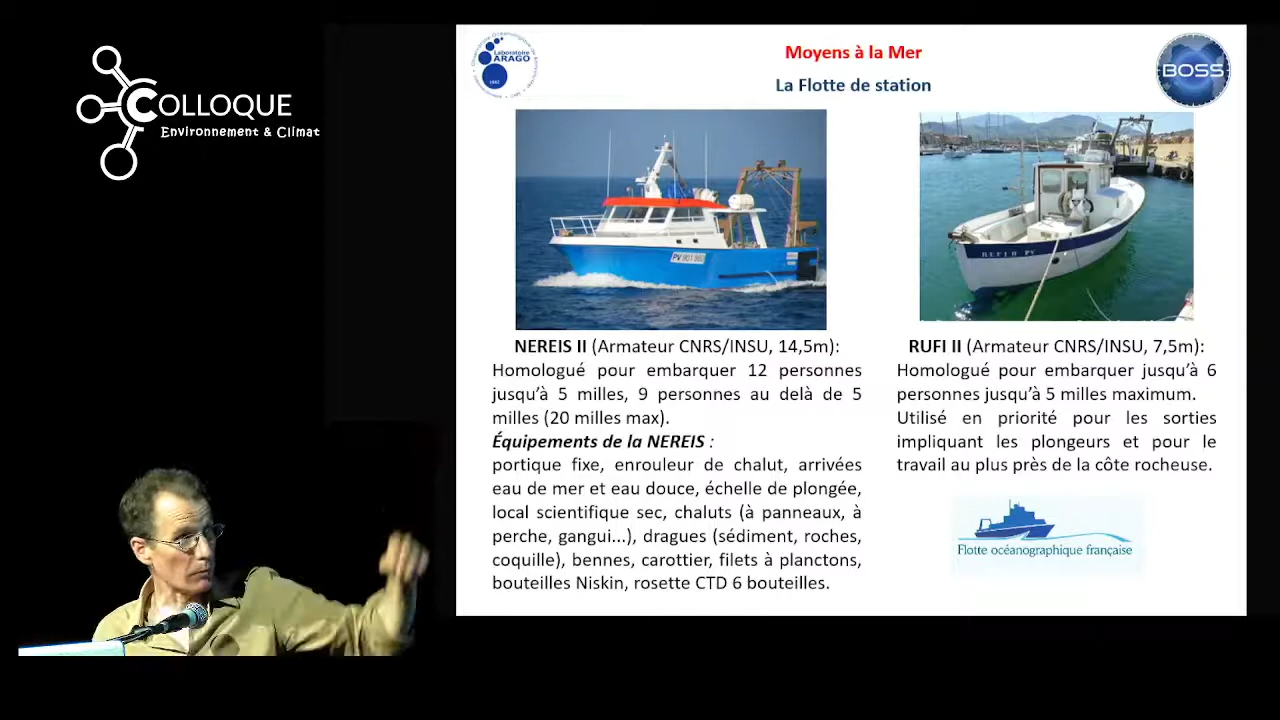 COLLOQUE
Environnement & Climat
Laboratoire
ARAGO
1882
Moyens à la Mer
La Flotte de station
BOSS
RUFI II PV
NEREIS II (Armateur CNRS/INSU, 14,5m):
Homologué pour embarquer 12 personnes
jusqu'à 5 milles, 9 personnes au delà de 5
milles (20 milles max).
Équipements de la NEREIS :
portique fixe, enrouleur de chalut, arrivées
eau de mer et eau douce, échelle de plongée,
local scientifique sec, chaluts (à panneaux, à
perche, gangui...), dragues (sédiment, roches,
coquille), bennes, carottier, filets à planctons,
bouteilles Niskin, rosette CTD 6 bouteilles.
RUFI II (Armateur CNRS/INSU, 7,5m):
Homologué pour embarquer jusqu'à 6
personnes jusqu'à 5 milles maximum.
Utilisé en priorité pour les sorties
impliquant les plongeurs et pour le
travail au plus près de la côte rocheuse.
Flotte océanographique française